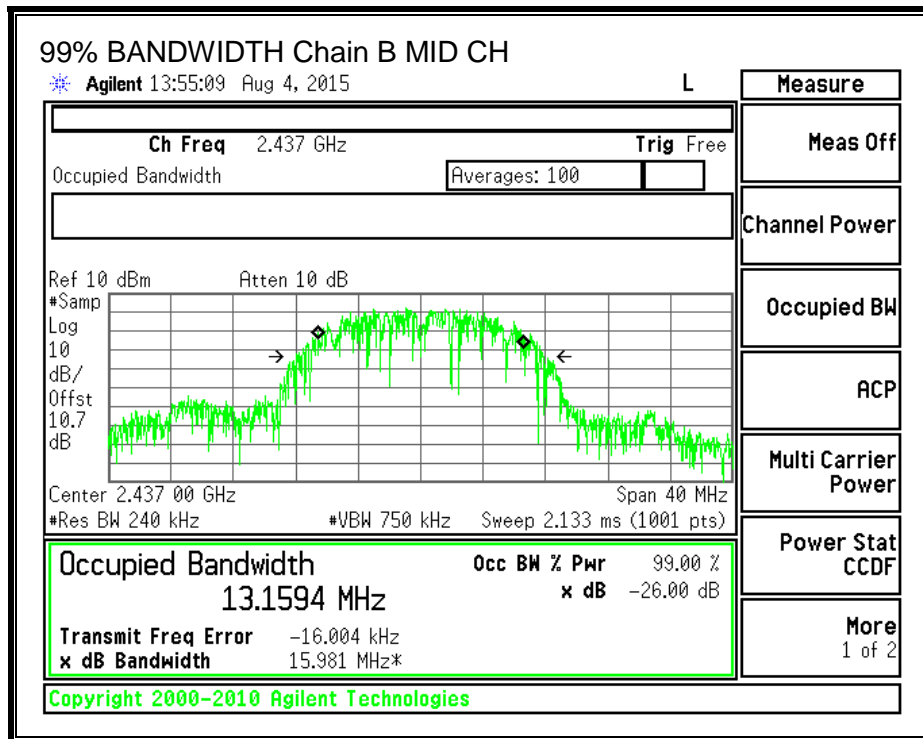 99% BANDWIDTH Chain B MID CH
Agilent 13:55:09 Aug 4, 2015 L
Measure
Ch Freq 2.437 GHz Trig Free
Meas Off
Occupied Bandwidth Averages: 100
Channel Power
Ref 10 dBm Atten 10 dB
#Samp
Log
10
dB/
Offst
10.7
dB
Occupied BW
ACP
Center 2.437 00 GHz Span 40 MHz
#Res BW 240 kHz #VBW 750 kHz Sweep 2.133 ms (1001 pts)
Multi Carrier
Power
Occupied Bandwidth Occ BW % Pwr 99.00 %
13.1594 MHz x dB -26.00 dB
Power Stat
CCDF
Transmit Freq Error -16.004 kHz
x dB Bandwidth 15.981 MHz*
More
1 of 2
Copyright 2000-2010 Agilent Technologies